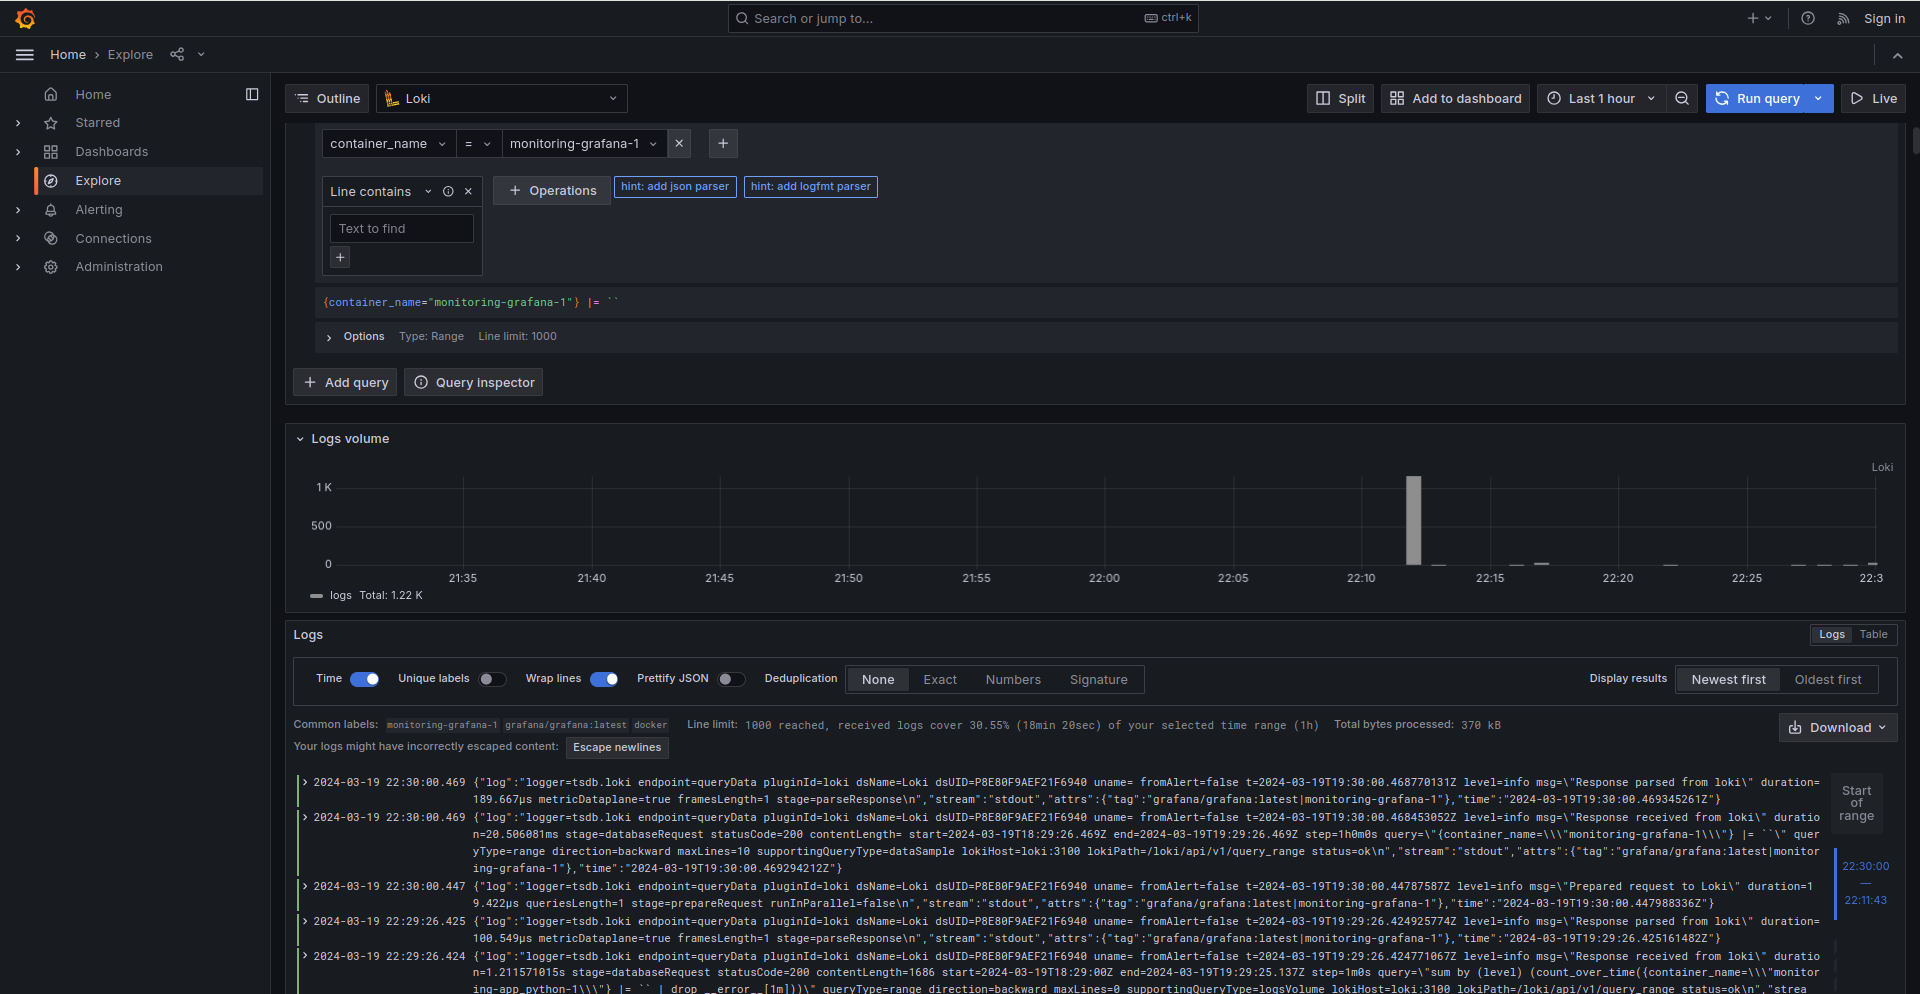 Search or jump to...
ctrl+k
Sign in
Home › Explore
Home
Starred
Dashboards
Explore
Alerting
Connections
Administration
Outline
Loki
Split
Add to dashboard
Last 1 hour
Run query
Live
container_name
=
monitoring-grafana-1
Line contains
Operations
hint: add json parser
hint: add logfmt parser
Text to find
{container_name="monitoring-grafana-1"} |= ``
Options Type: Range Line limit: 1000
Add query
Query inspector
Logs volume
Loki
1 K
500
0
21:35 21:40 21:45 21:50 21:55 22:00 22:05 22:10 22:15 22:20 22:25 22:3
logs Total: 1.22 K
Logs
Logs Table
Time Unique labels Wrap lines Prettify JSON Deduplication None Exact Numbers Signature Display results Newest first Oldest first
Common labels: monitoring-grafana-1 grafana/grafana:latest docker Line limit: 1000 reached, received logs cover 30.55% (18min 20sec) of your selected time range (1h) Total bytes processed: 370 kB
Download
Your logs might have incorrectly escaped content: Escape newlines
2024-03-19 22:30:00.469 {"log":"logger=tsdb.loki endpoint=queryData pluginId=loki dsName=Loki dsUID=P8E80F9AEF21F6940 uname= fromAlert=false t=2024-03-19T19:30:00.468770131Z level=info msg=\"Response parsed from loki\" duration=
189.667µs metricDataplane=true framesLength=1 stage=parseResponse\n","stream":"stdout","attrs":{"tag":"grafana/grafana:latest|monitoring-grafana-1"},"time":"2024-03-19T19:30:00.469345261Z"}
2024-03-19 22:30:00.469 {"log":"logger=tsdb.loki endpoint=queryData pluginId=loki dsName=Loki dsUID=P8E80F9AEF21F6940 uname= fromAlert=false t=2024-03-19T19:30:00.468453052Z level=info msg=\"Response received from loki\" duratio
n=20.506081ms stage=databaseRequest statusCode=200 contentLength= start=2024-03-19T18:29:26.469Z end=2024-03-19T19:29:26.469Z step=1h0m0s query=\"{container_name=\\\"monitoring-grafana-1\\\"} |= ``\" quer
yType=range direction=backward maxLines=10 supportingQueryType=dataSample lokiHost=loki:3100 lokiPath=/loki/api/v1/query_range status=ok\n","stream":"stdout","attrs":{"tag":"grafana/grafana:latest|monitor
ing-grafana-1"},"time":"2024-03-19T19:30:00.469294212Z"}
2024-03-19 22:30:00.447 {"log":"logger=tsdb.loki endpoint=queryData pluginId=loki dsName=Loki dsUID=P8E80F9AEF21F6940 uname= fromAlert=false t=2024-03-19T19:30:00.44787587Z level=info msg=\"Prepared request to Loki\" duration=1
9.422µs queriesLength=1 stage=prepareRequest runInParallel=false\n","stream":"stdout","attrs":{"tag":"grafana/grafana:latest|monitoring-grafana-1"},"time":"2024-03-19T19:30:00.447988336Z"}
2024-03-19 22:29:26.425 {"log":"logger=tsdb.loki endpoint=queryData pluginId=loki dsName=Loki dsUID=P8E80F9AEF21F6940 uname= fromAlert=false t=2024-03-19T19:29:26.424925774Z level=info msg=\"Response parsed from loki\" duration=
100.549µs metricDataplane=true framesLength=1 stage=parseResponse\n","stream":"stdout","attrs":{"tag":"grafana/grafana:latest|monitoring-grafana-1"},"time":"2024-03-19T19:29:26.425161482Z"}
2024-03-19 22:29:26.424 {"log":"logger=tsdb.loki endpoint=queryData pluginId=loki dsName=Loki dsUID=P8E80F9AEF21F6940 uname= fromAlert=false t=2024-03-19T19:29:26.424771067Z level=info msg=\"Response received from loki\" duratio
n=1.211571015s stage=databaseRequest statusCode=200 contentLength=1686 start=2024-03-19T18:29:00Z end=2024-03-19T19:29:25.137Z step=1m0s query=\"sum by (level) (count_over_time({container_name=\\\"monitor
ing-app_python-1\\\"} |= `` | drop __error__[1m]))\" queryType=range direction=backward maxLines=0 supportingQueryType=logsVolume lokiHost=loki:3100 lokiPath=/loki/api/v1/query_range status=ok\n","strea
Start
of
range
22:30:00
—
22:11:43